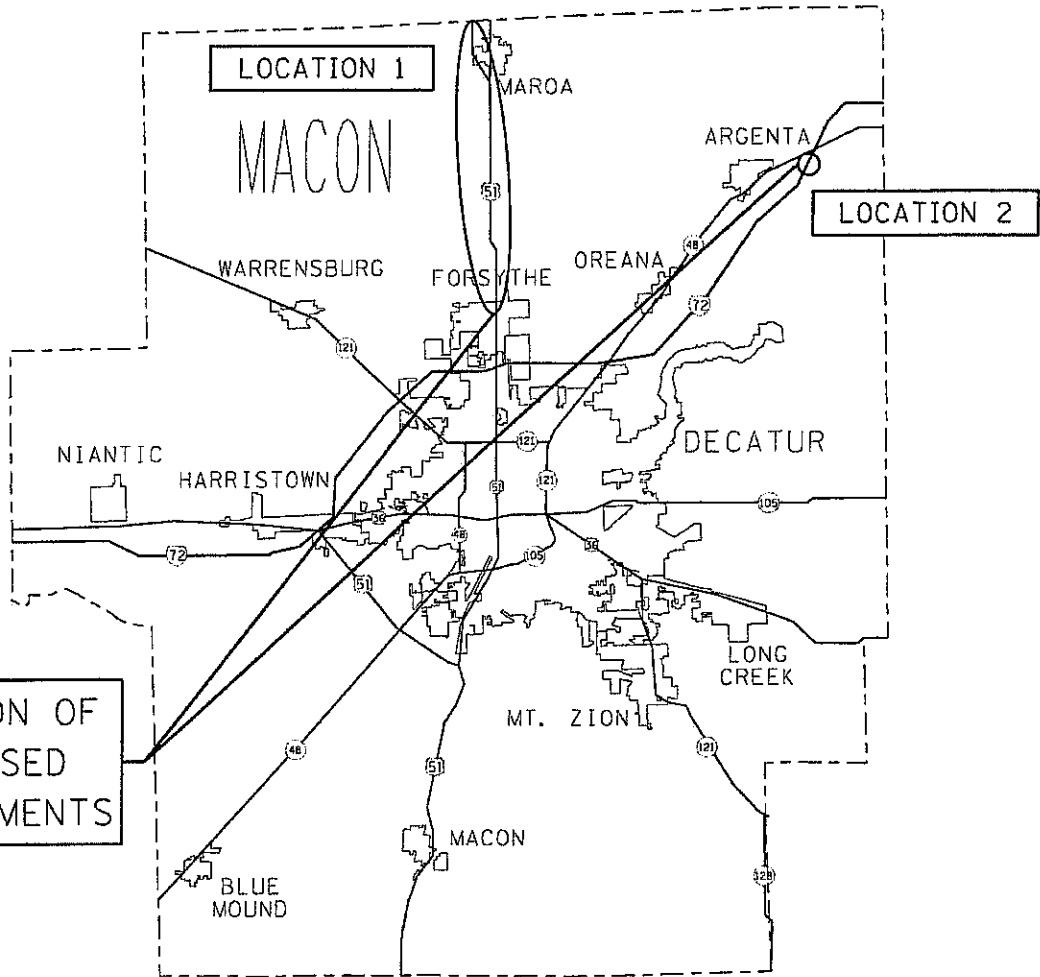 LOCATION 1
MAROA
MACON
ARGENTA
51
LOCATION 2
48
WARRENSBURG
FORSYTHE
OREANA
72
121
DECATUR
NIANTIC
121
HARRISTOWN
51
121
105
36
72
48
105
36
51
LONG
CREEK
ON OF
SED
MENTS
MT. ZION
48
121
51
MACON
128
BLUE
MOUND